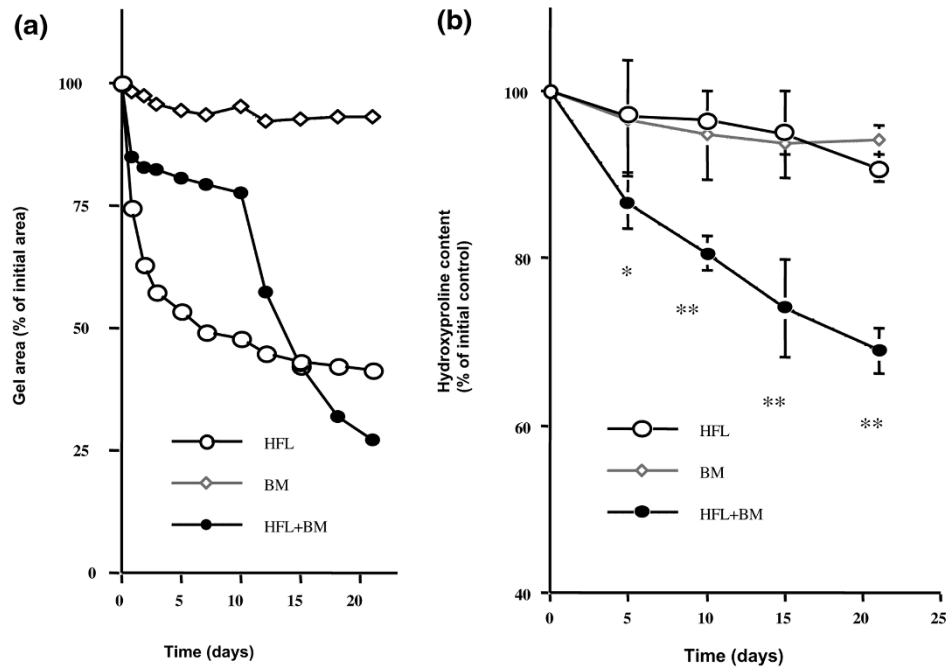 (a)
100
75
50
25
0
Gel area (% of initial area)
HFL
BM
HFL+BM
0 5 10 15 20
Time (days)
(b)
100
80
60
40
Hydroxyproline content
(% of initial control)
*
**
**
**
HFL
BM
HFL+BM
0 5 10 15 20 25
Time (days)